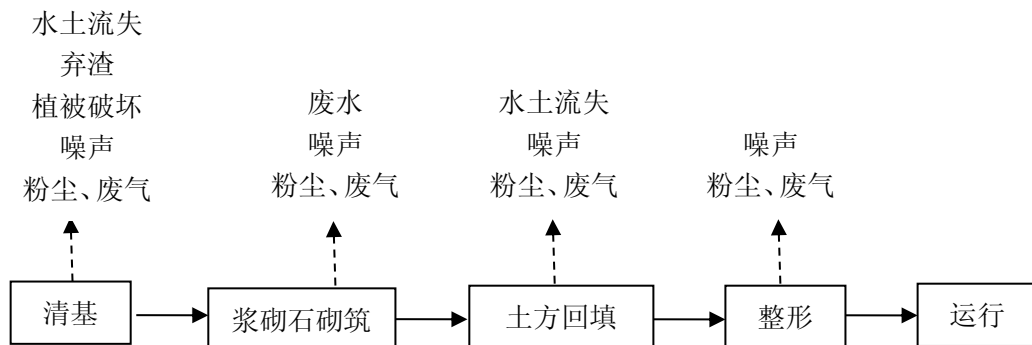 水土流失
弃渣
植被破坏
噪声
粉尘、废气
废水
噪声
粉尘、废气
水土流失
噪声
粉尘、废气
噪声
粉尘、废气
清基
浆砌石砌筑
土方回填
整形
运行